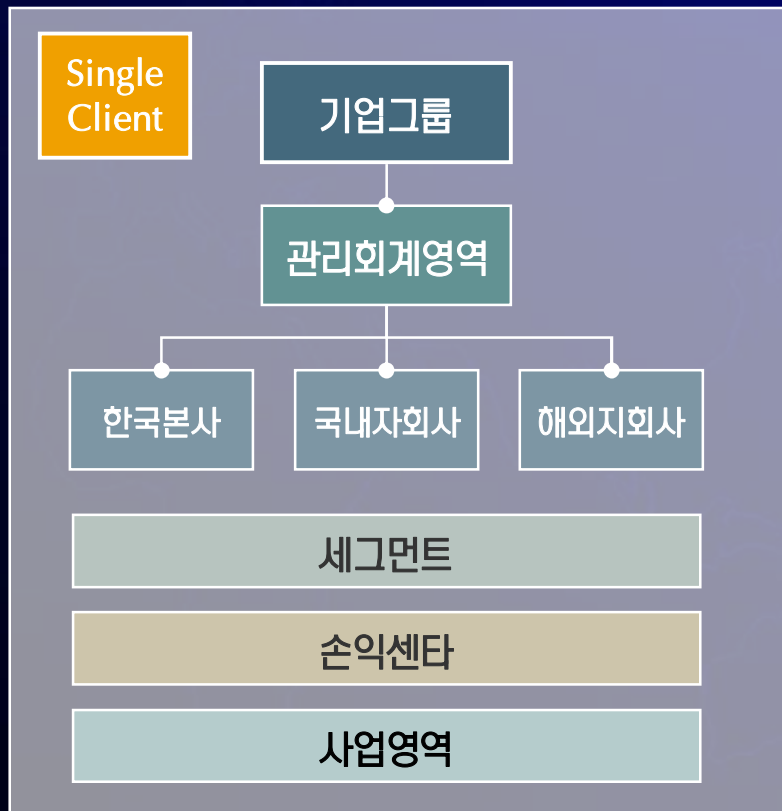 Single
Client
기업그룹
관리회계영역
한국본사
국내자회사
해외지회사
세그먼트
손익센타
사업영역